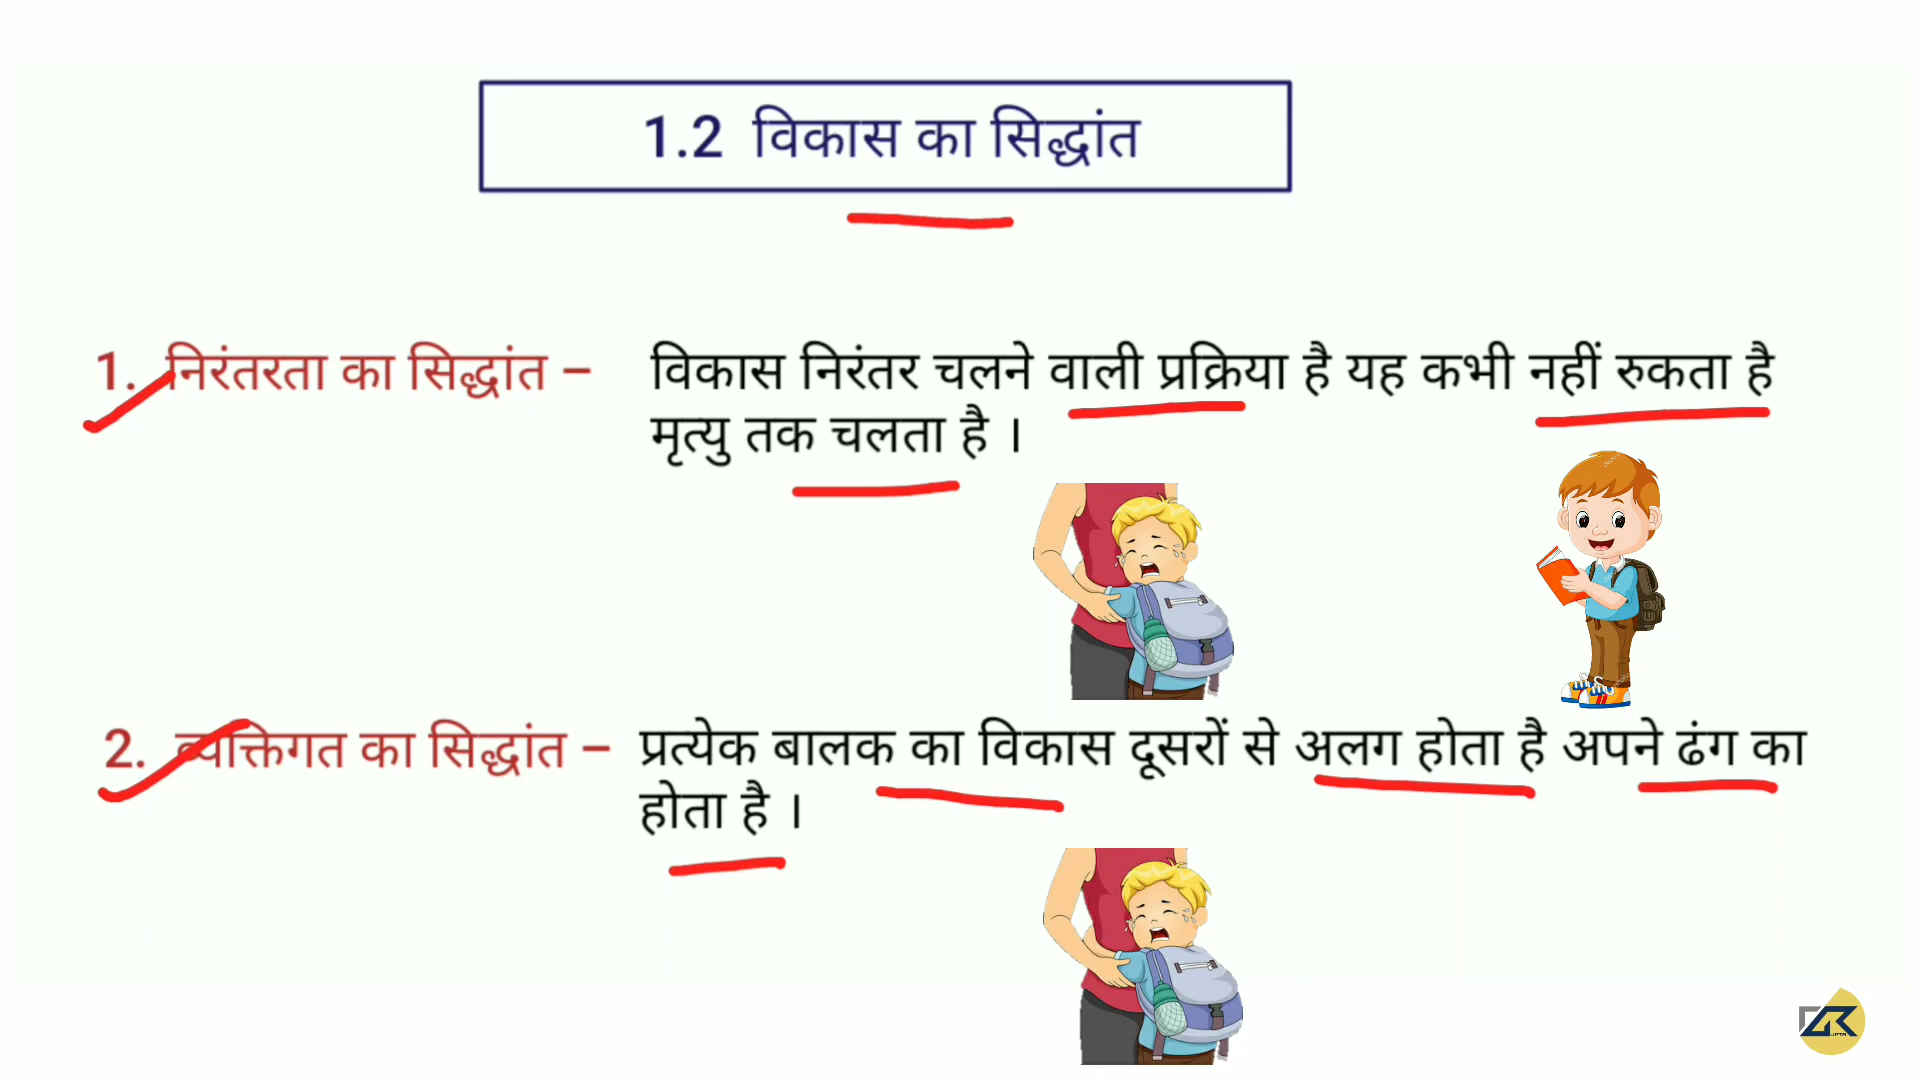 1.2 विकास का सिद्धांत
1. निरंतरता का सिद्धांत – विकास निरंतर चलने वाली प्रक्रिया है यह कभी नहीं रुकता है
मृत्यु तक चलता है ।
2. व्यक्तिगत का सिद्धांत – प्रत्येक बालक का विकास दूसरों से अलग होता है अपने ढंग का
होता है ।